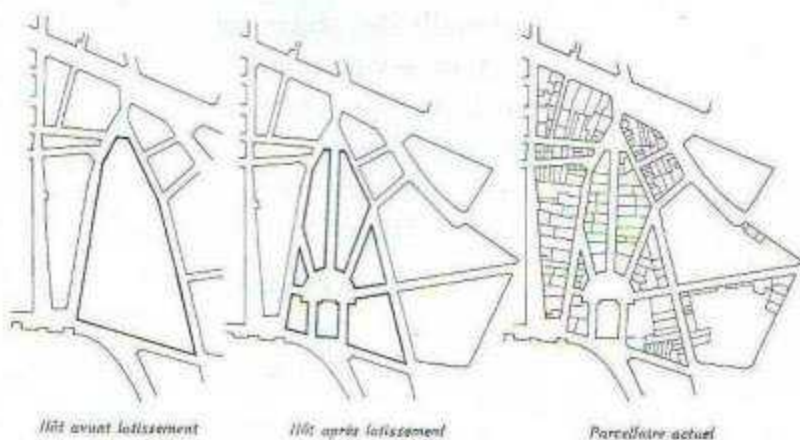 Ilôt avant lotissement
Ilôt après lotissement
Parcellaire actuel